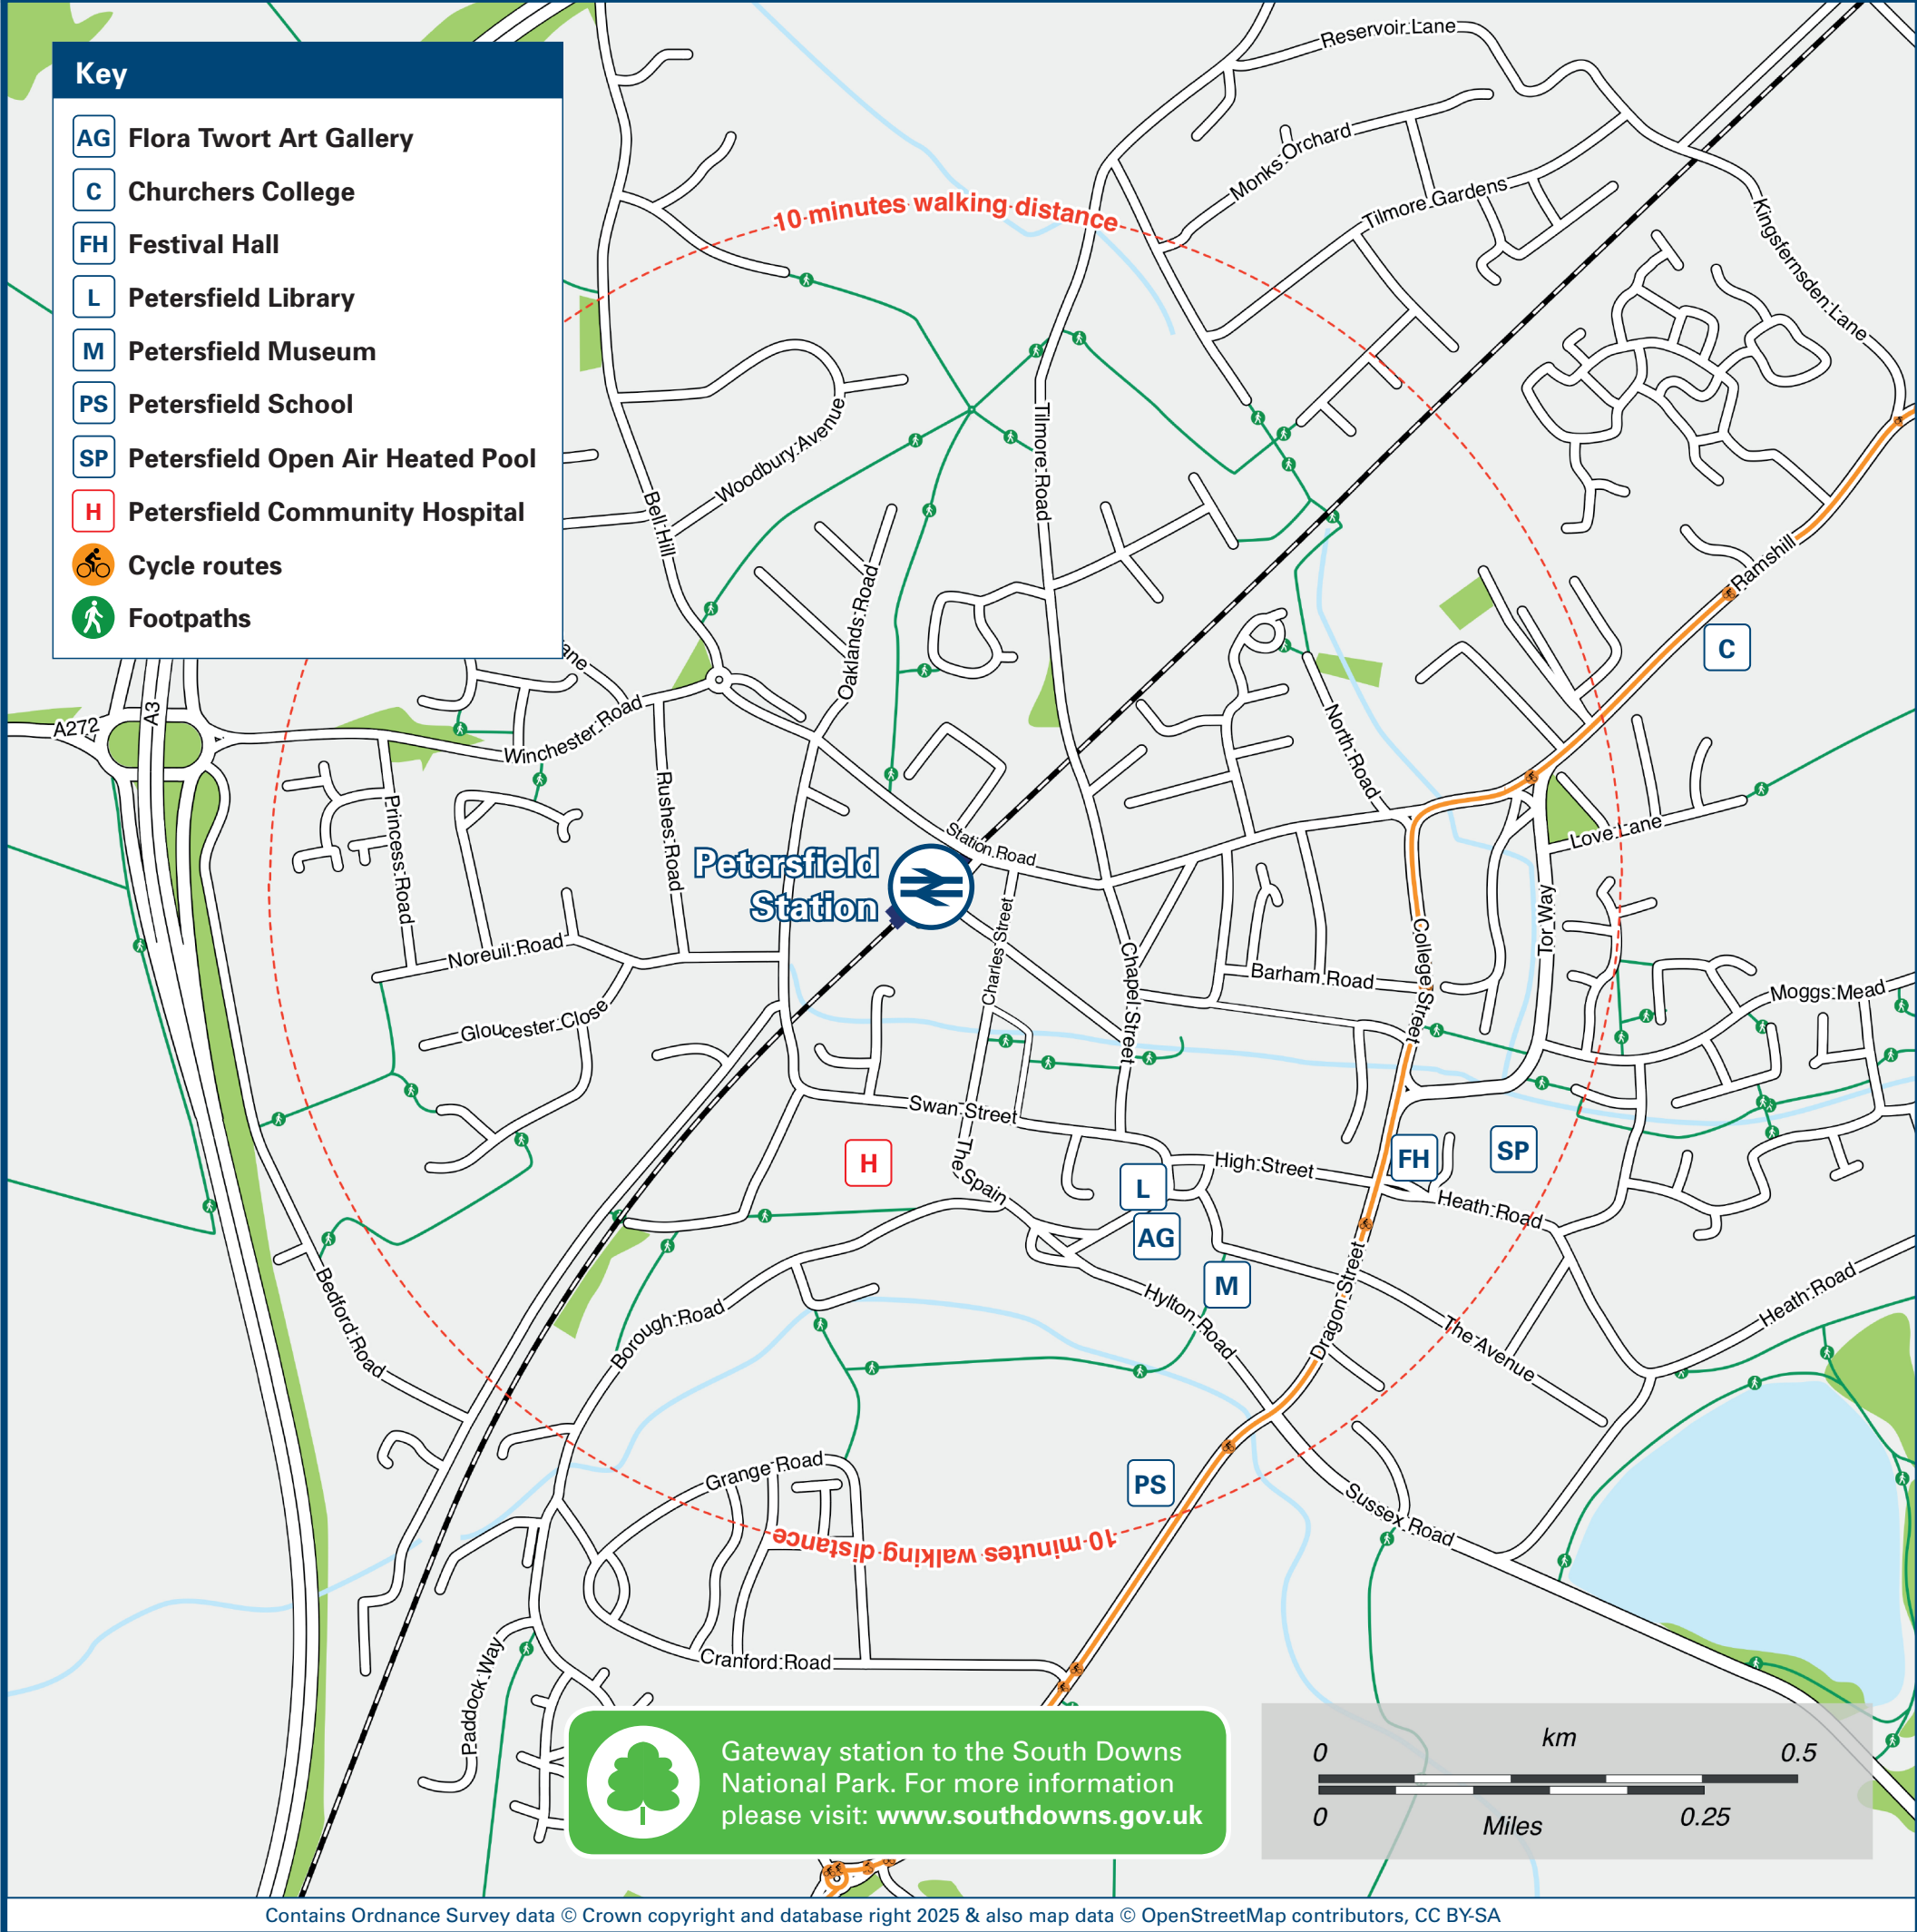 Key
AG Flora Twort Art Gallery
C Churchers College
FH Festival Hall
L Petersfield Library
M Petersfield Museum
PS Petersfield School
SP Petersfield Open Air Heated Pool
H Petersfield Community Hospital
Cycle routes
Footpaths
Reservoir Lane
Monks Orchard
Tilmore Gardens
Kingsfernsden Lane
10 minutes walking distance
Tilmore Road
Woodbury Avenue
Bell Hill
Oaklands Road
Ramshill
C
A272
A3
Winchester Road
North Road
Princess Road
Rushes Road
Station Road
Love Lane
Petersfield
Station
Charles Street
Chapel Street
College Street
Tor Way
Noreuil Road
Barham Road
Moggs Mead
Gloucester Close
Swan Street
H
The Spain
High Street
FH
SP
L
AG
M
Heath Road
Bedford Road
Borough Road
Hylton Road
Dragon Street
The Avenue
Heath Road
PS
Grange Road
Sussex Road
10 minutes walking distance
Cranford Road
Paddock Way
Gateway station to the South Downs
National Park. For more information
please visit: www.southdowns.gov.uk
km
0 0.5
0 0.25
Miles
Contains Ordnance Survey data © Crown copyright and database right 2025 & also map data © OpenStreetMap contributors, CC BY-SA